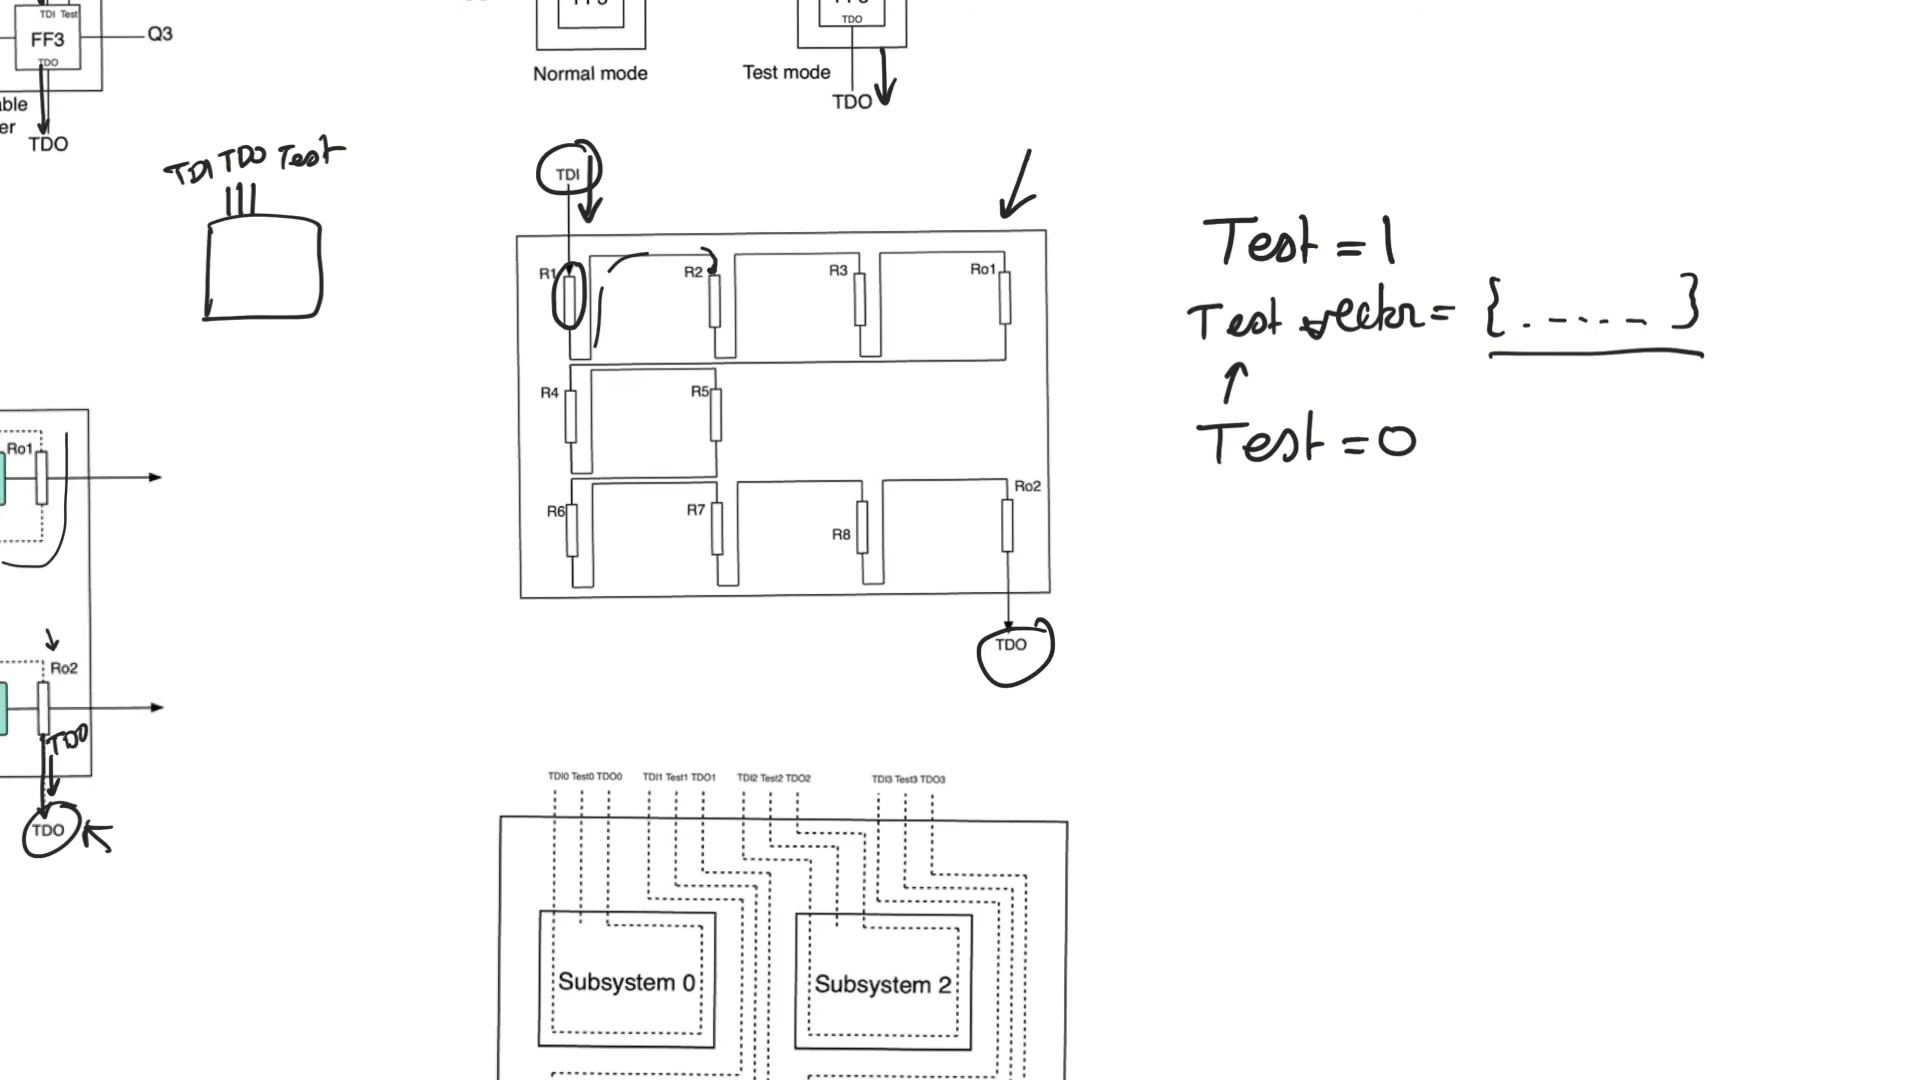 TDI Test
FF3
TDO
Q3
TDO
Normal mode
Test mode
TDO
TDO
TDI TDO Test
TDI
R1
R2
R3
Ro1
R4
R5
R6
R7
R8
Ro2
TDO
Test = 1
Test vector = { . - - . - - }
Test = 0
Ro1
Ro2
TDO
TDO
TDI0 Test0 TDO0
TDI1 Test1 TDO1
TDI2 Test2 TDO2
TDI3 Test3 TDO3
Subsystem 0
Subsystem 2